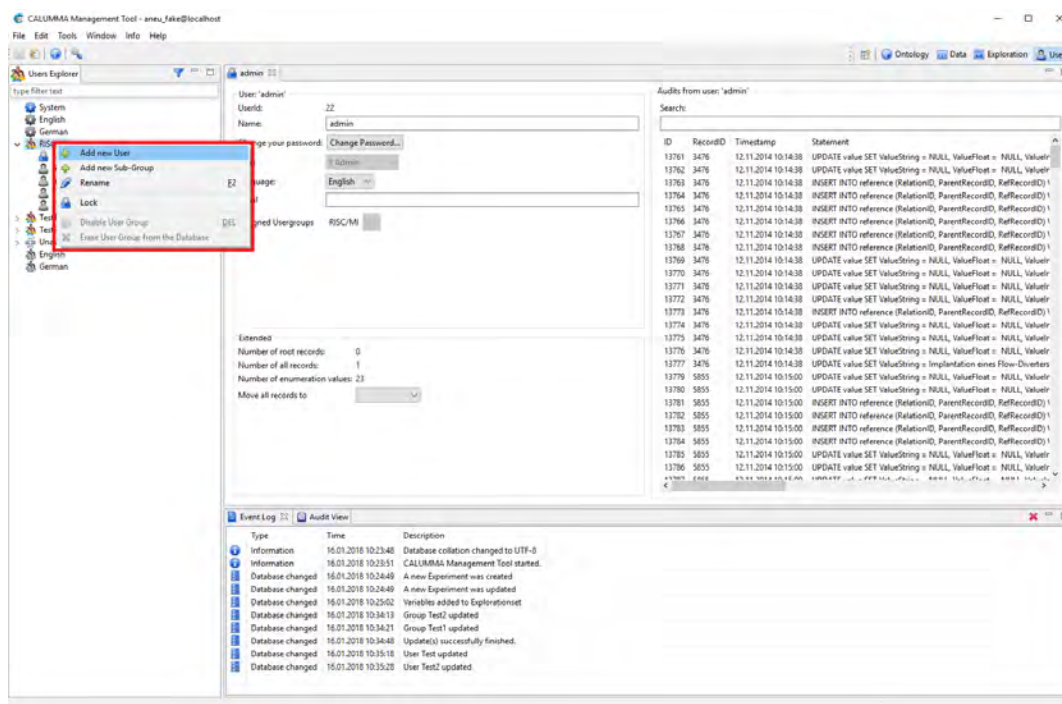 CALUMMA Management Tool - aneu_fake@localhost
File Edit Tools Window Info Help
Ontology Data Exploration Use
Users Explorer
type filter text
System
English
German
RISC
Add new User
Add new Sub-Group
Rename F2
Lock
Disable User Group DEL
Erase User Group from the Database
Test
Test
Una
English
German
admin
User: 'admin'
UserId: 22
Name: admin
Change your password: Change Password...
Admin
English
Usergroups RISC/MI
Extended
Number of root records: 0
Number of all records: 1
Number of enumeration values: 23
Move all records to
Audits from user: 'admin'
Search:
ID RecordID Timestamp Statement
13761 3476 12.11.2014 10:14:38 UPDATE value SET ValueString = NULL, ValueFloat = NULL, ValueIr
13762 3476 12.11.2014 10:14:38 UPDATE value SET ValueString = NULL, ValueFloat = NULL, ValueIr
13763 3476 12.11.2014 10:14:38 INSERT INTO reference (RelationID, ParentRecordID, RefRecordID) V
13764 3476 12.11.2014 10:14:38 INSERT INTO reference (RelationID, ParentRecordID, RefRecordID) V
13765 3476 12.11.2014 10:14:38 INSERT INTO reference (RelationID, ParentRecordID, RefRecordID) V
13766 3476 12.11.2014 10:14:38 INSERT INTO reference (RelationID, ParentRecordID, RefRecordID) V
13767 3476 12.11.2014 10:14:38 INSERT INTO reference (RelationID, ParentRecordID, RefRecordID) V
13768 3476 12.11.2014 10:14:38 INSERT INTO reference (RelationID, ParentRecordID, RefRecordID) V
13769 3476 12.11.2014 10:14:38 UPDATE value SET ValueString = NULL, ValueFloat = NULL, ValueIr
13770 3476 12.11.2014 10:14:38 UPDATE value SET ValueString = NULL, ValueFloat = NULL, ValueIr
13771 3476 12.11.2014 10:14:38 UPDATE value SET ValueString = NULL, ValueFloat = NULL, ValueIr
13772 3476 12.11.2014 10:14:38 UPDATE value SET ValueString = NULL, ValueFloat = NULL, ValueIr
13773 3476 12.11.2014 10:14:38 INSERT INTO reference (RelationID, ParentRecordID, RefRecordID) V
13774 3476 12.11.2014 10:14:38 UPDATE value SET ValueString = NULL, ValueFloat = NULL, ValueIr
13775 3476 12.11.2014 10:14:38 UPDATE value SET ValueString = NULL, ValueFloat = NULL, ValueIr
13776 3476 12.11.2014 10:14:38 UPDATE value SET ValueString = NULL, ValueFloat = NULL, ValueIr
13777 3476 12.11.2014 10:14:38 UPDATE value SET ValueString = Implantation eines Flow-Diverters
13779 5855 12.11.2014 10:15:00 UPDATE value SET ValueString = NULL, ValueFloat = NULL, ValueIr
13780 5855 12.11.2014 10:15:00 UPDATE value SET ValueString = NULL, ValueFloat = NULL, ValueIr
13781 5855 12.11.2014 10:15:00 INSERT INTO reference (RelationID, ParentRecordID, RefRecordID) V
13782 5855 12.11.2014 10:15:00 INSERT INTO reference (RelationID, ParentRecordID, RefRecordID) V
13783 5855 12.11.2014 10:15:00 INSERT INTO reference (RelationID, ParentRecordID, RefRecordID) V
13784 5855 12.11.2014 10:15:00 INSERT INTO reference (RelationID, ParentRecordID, RefRecordID) V
13785 5855 12.11.2014 10:15:00 UPDATE value SET ValueString = NULL, ValueFloat = NULL, ValueIr
13786 5855 12.11.2014 10:15:00 UPDATE value SET ValueString = NULL, ValueFloat = NULL, ValueIr
Event Log Audit View
Type Time Description
Information 16.01.2018 10:23:48 Database collation changed to UTF-8
Information 16.01.2018 10:23:51 CALUMMA Management Tool started.
Database changed 16.01.2018 10:24:49 A new Experiment was created
Database changed 16.01.2018 10:24:49 A new Experiment was updated
Database changed 16.01.2018 10:25:02 Variables added to Explorationset
Database changed 16.01.2018 10:34:13 Group Test2 updated
Database changed 16.01.2018 10:34:21 Group Test1 updated
Database changed 16.01.2018 10:34:48 Update(s) successfully finished.
Database changed 16.01.2018 10:35:18 User Test updated
Database changed 16.01.2018 10:35:28 User Test2 updated